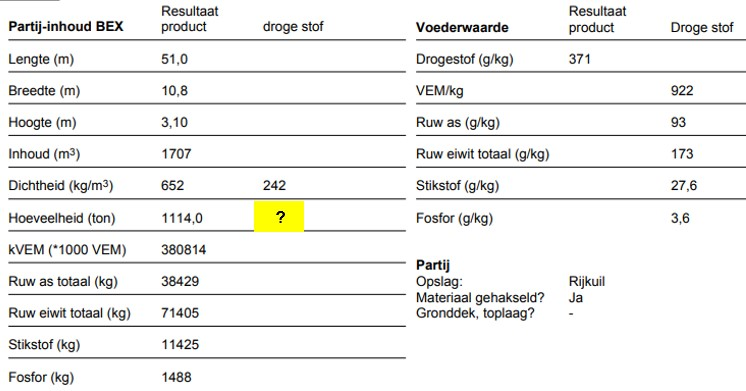 Partij-inhoud BEX Resultaat product droge stof
Lengte (m) 51,0
Breedte (m) 10,8
Hoogte (m) 3,10
Inhoud (m³) 1707
Dichtheid (kg/m³) 652 242
Hoeveelheid (ton) 1114,0 ?
kVEM (*1000 VEM) 380814
Ruw as totaal (kg) 38429
Ruw eiwit totaal (kg) 71405
Stikstof (kg) 11425
Fosfor (kg) 1488
Voederwaarde Resultaat product Droge stof
Drogestof (g/kg) 371
VEM/kg 922
Ruw as (g/kg) 93
Ruw eiwit totaal (g/kg) 173
Stikstof (g/kg) 27,6
Fosfor (g/kg) 3,6
Partij
Opslag: Rijkuil
Materiaal gehakseld? Ja
Gronddek, toplaag? -